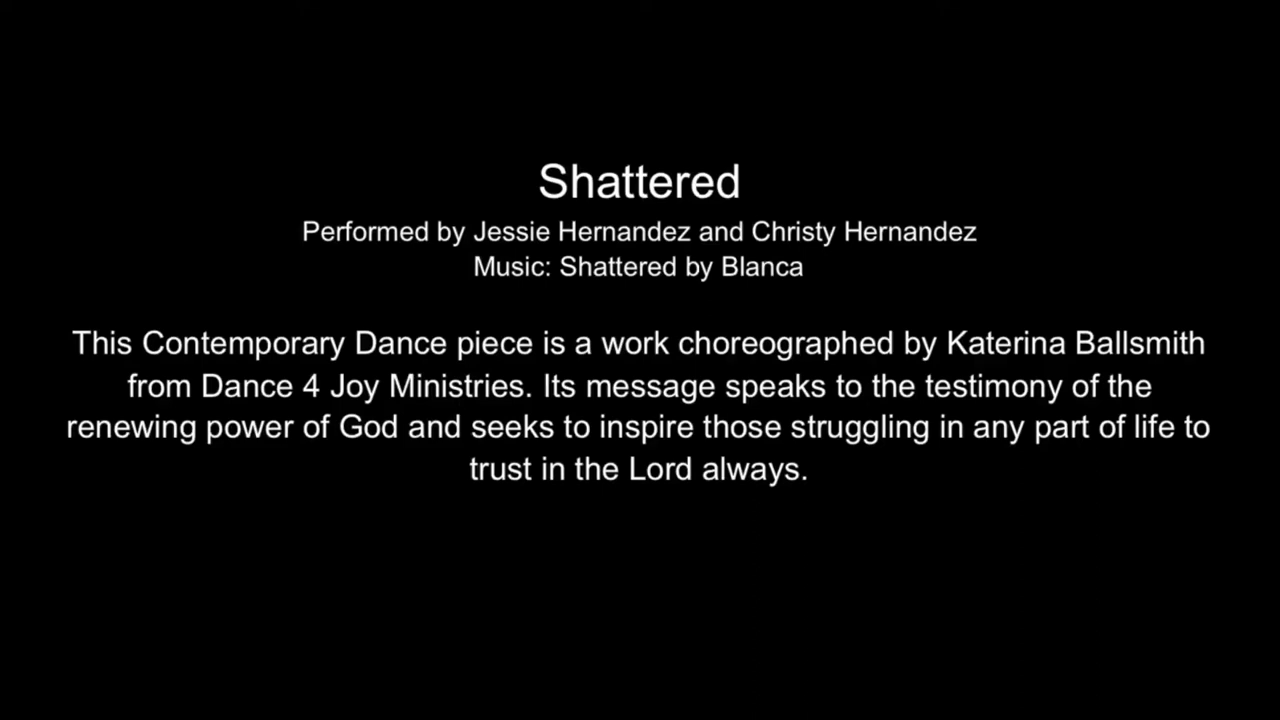 Shattered
Performed by Jessie Hernandez and Christy Hernandez
Music: Shattered by Blanca
This Contemporary Dance piece is a work choreographed by Katerina Ballsmith
from Dance 4 Joy Ministries. Its message speaks to the testimony of the
renewing power of God and seeks to inspire those struggling in any part of life to
trust in the Lord always.